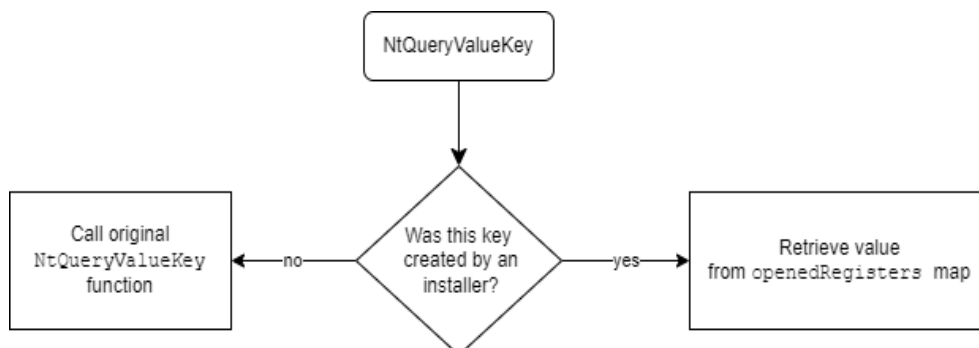 NtQueryValueKey
Call original
NtQueryValueKey
function
no
Was this key
created by an
installer?
yes
Retrieve value
from openedRegisters map